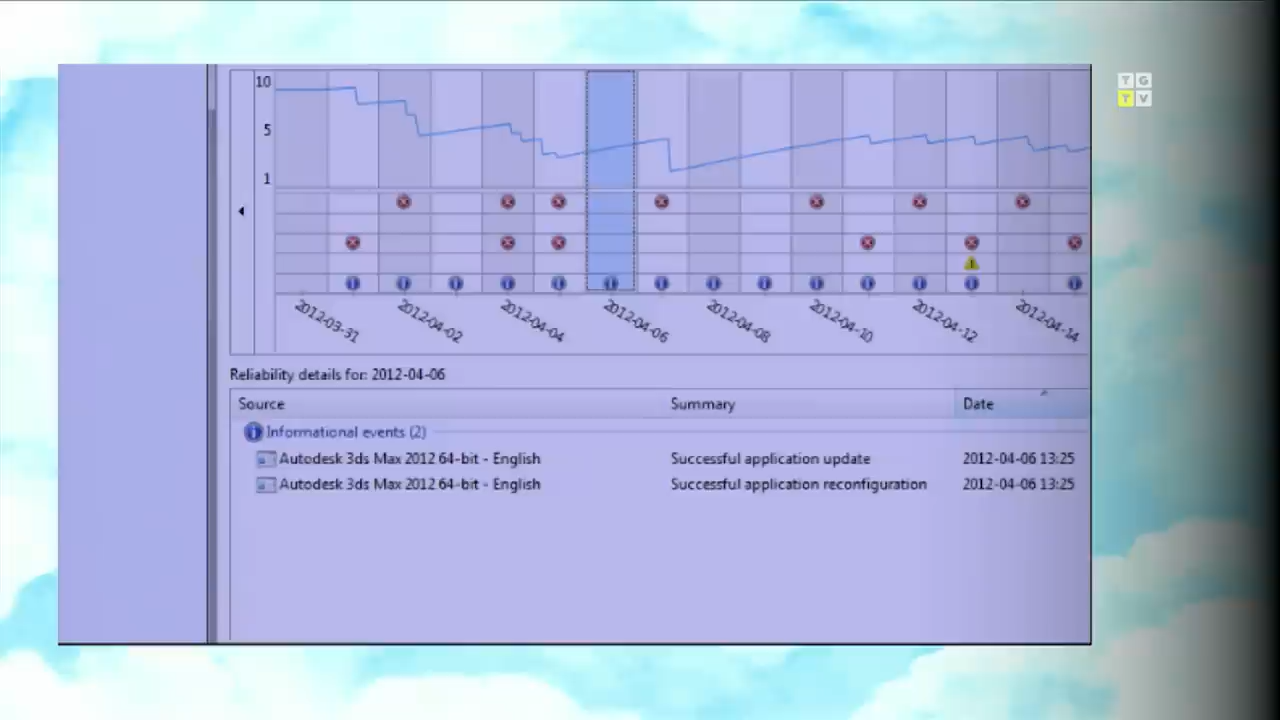 10
5
1
2012-03-31
2012-04-02
2012-04-04
2012-04-06
2012-04-08
2012-04-10
2012-04-12
2012-04-14
Reliability details for: 2012-04-06
Source Summary Date
Informational events (2)
Autodesk 3ds Max 2012 64-bit - English Successful application update 2012-04-06 13:25
Autodesk 3ds Max 2012 64-bit - English Successful application reconfiguration 2012-04-06 13:25
TG
TV